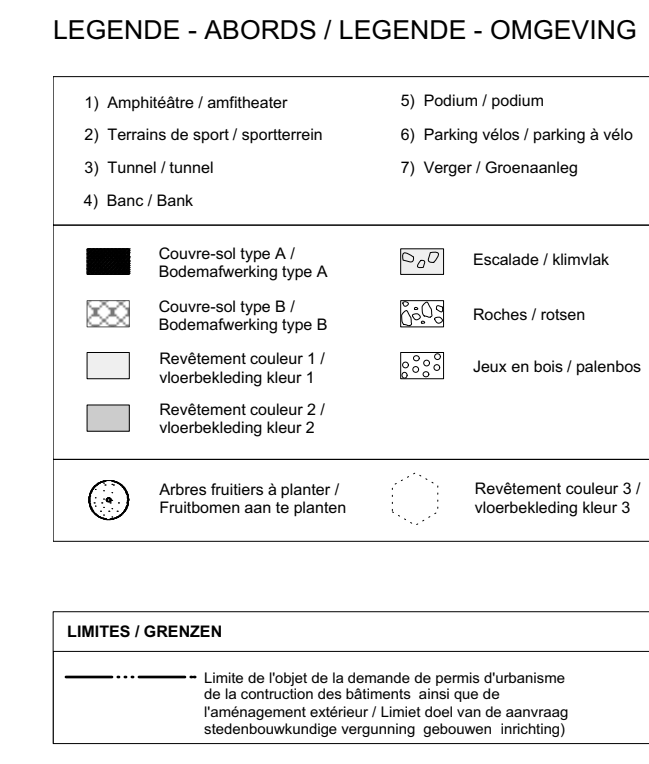 LEGENDE - ABORDS / LEGENDE - OMGEVING
1) Amphitéâtre / amfitheater
2) Terrains de sport / sportterrein
3) Tunnel / tunnel
4) Banc / Bank
5) Podium / podium
6) Parking vélos / parking à vélo
7) Verger / Groenaanleg
Couvre-sol type A /
Bodemafwerking type A
Couvre-sol type B /
Bodemafwerking type B
Revêtement couleur 1 /
vloerbekleding kleur 1
Revêtement couleur 2 /
vloerbekleding kleur 2
Escalade / klimvlak
Roches / rotsen
Jeux en bois / palenbos
Arbres fruitiers à planter /
Fruitbomen aan te planten
Revêtement couleur 3 /
vloerbekleding kleur 3
LIMITES / GRENZEN
Limite de l'objet de la demande de permis d'urbanisme
de la contruction des bâtiments ainsi que de
l'aménagement extérieur / Limiet doel van de aanvraag
stedenbouwkundige vergunning gebouwen inrichting)